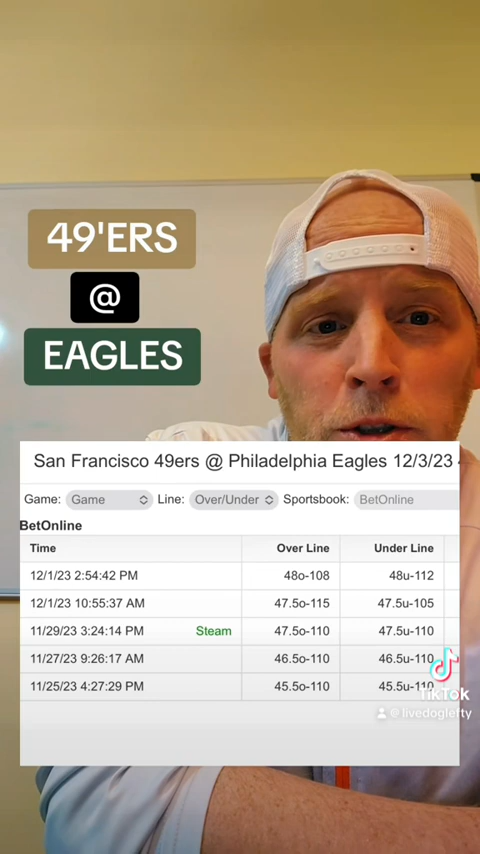 49'ERS
@
EAGLES
San Francisco 49ers @ Philadelphia Eagles 12/3/23
Game: Game Line: Over/Under Sportsbook: BetOnline
BetOnline
Time Over Line Under Line
12/1/23 2:54:42 PM 48o-108 48u-112
12/1/23 10:55:37 AM 47.5o-115 47.5u-105
11/29/23 3:24:14 PM Steam 47.5o-110 47.5u-110
11/27/23 9:26:17 AM 46.5o-110 46.5u-110
11/25/23 4:27:29 PM 45.5o-110 45.5u-110
TikTok
@livedoglefty